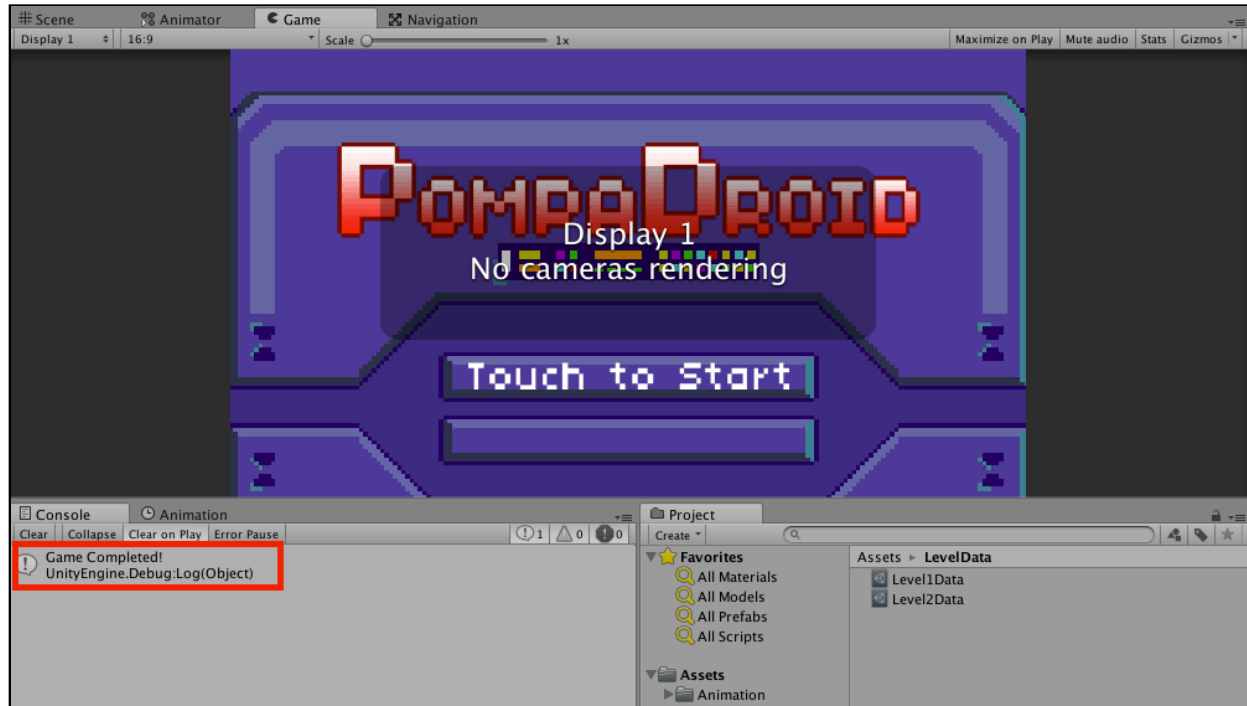 Scene Animator Game Navigation
Display 1 16:9 Scale 1x Maximize on Play Mute audio Stats Gizmos
POMPADROID
Display 1
No cameras rendering
Touch to Start
Console Animation
Clear Collapse Clear on Play Error Pause 1 0 0
Game Completed!
UnityEngine.Debug:Log(Object)
Project
Create
Favorites
All Materials
All Models
All Prefabs
All Scripts
Assets
Animation
Assets ▸ LevelData
Level1Data
Level2Data